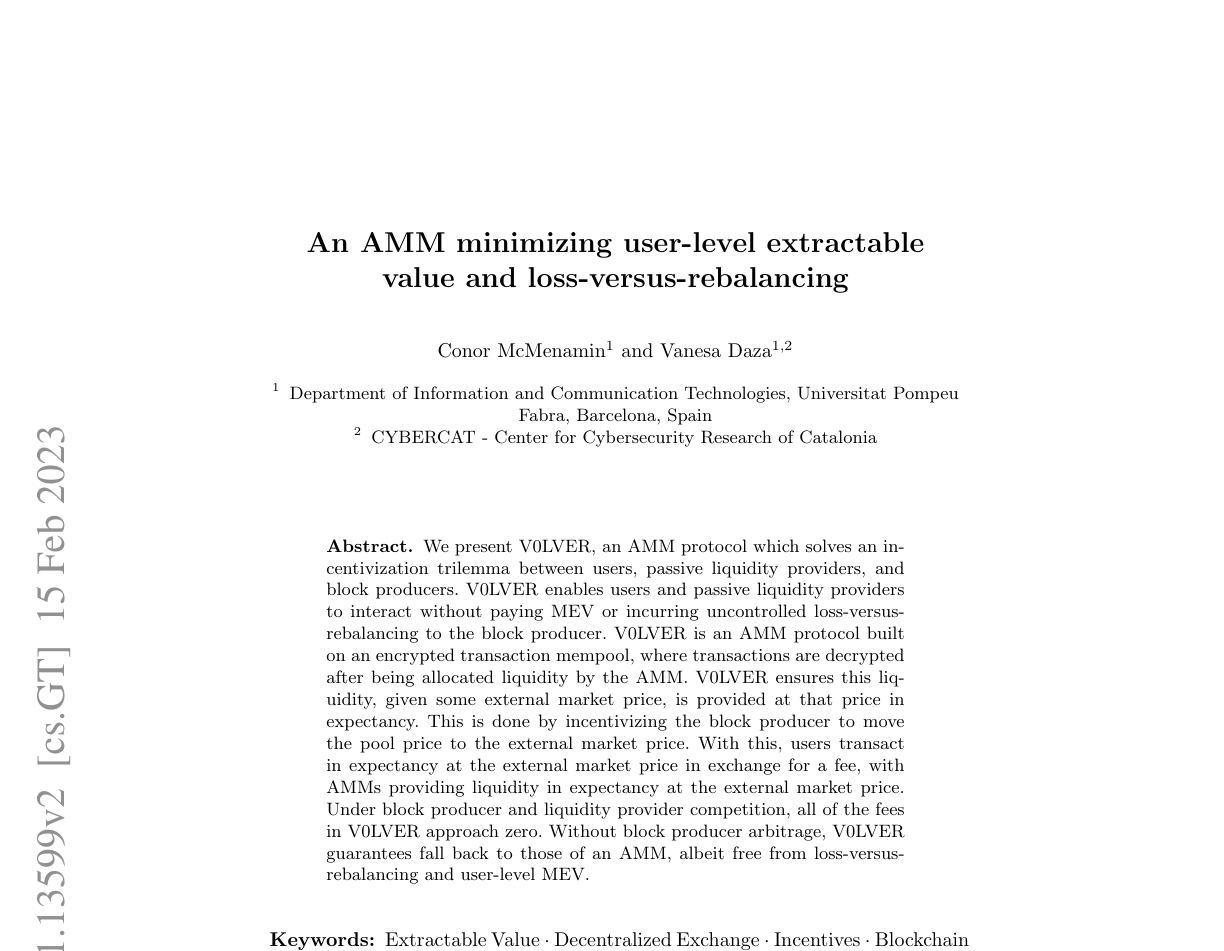 An AMM minimizing user-level extractable
value and loss-versus-rebalancing
Conor McMenamin1 and Vanesa Daza1,2
1 Department of Information and Communication Technologies, Universitat Pompeu
Fabra, Barcelona, Spain
2 CYBERCAT - Center for Cybersecurity Research of Catalonia
Abstract. We present V0LVER, an AMM protocol which solves an in-
centivization trilemma between users, passive liquidity providers, and
block producers. V0LVER enables users and passive liquidity providers
to interact without paying MEV or incurring uncontrolled loss-versus-
rebalancing to the block producer. V0LVER is an AMM protocol built
on an encrypted transaction mempool, where transactions are decrypted
after being allocated liquidity by the AMM. V0LVER ensures this liq-
uidity, given some external market price, is provided at that price in
expectancy. This is done by incentivizing the block producer to move
the pool price to the external market price. With this, users transact
in expectancy at the external market price in exchange for a fee, with
AMMs providing liquidity in expectancy at the external market price.
Under block producer and liquidity provider competition, all of the fees
in V0LVER approach zero. Without block producer arbitrage, V0LVER
guarantees fall back to those of an AMM, albeit free from loss-versus-
rebalancing and user-level MEV.
Keywords: Extractable Value · Decentralized Exchange · Incentives · Blockchain
1.13599v2 [cs.GT] 15 Feb 2023